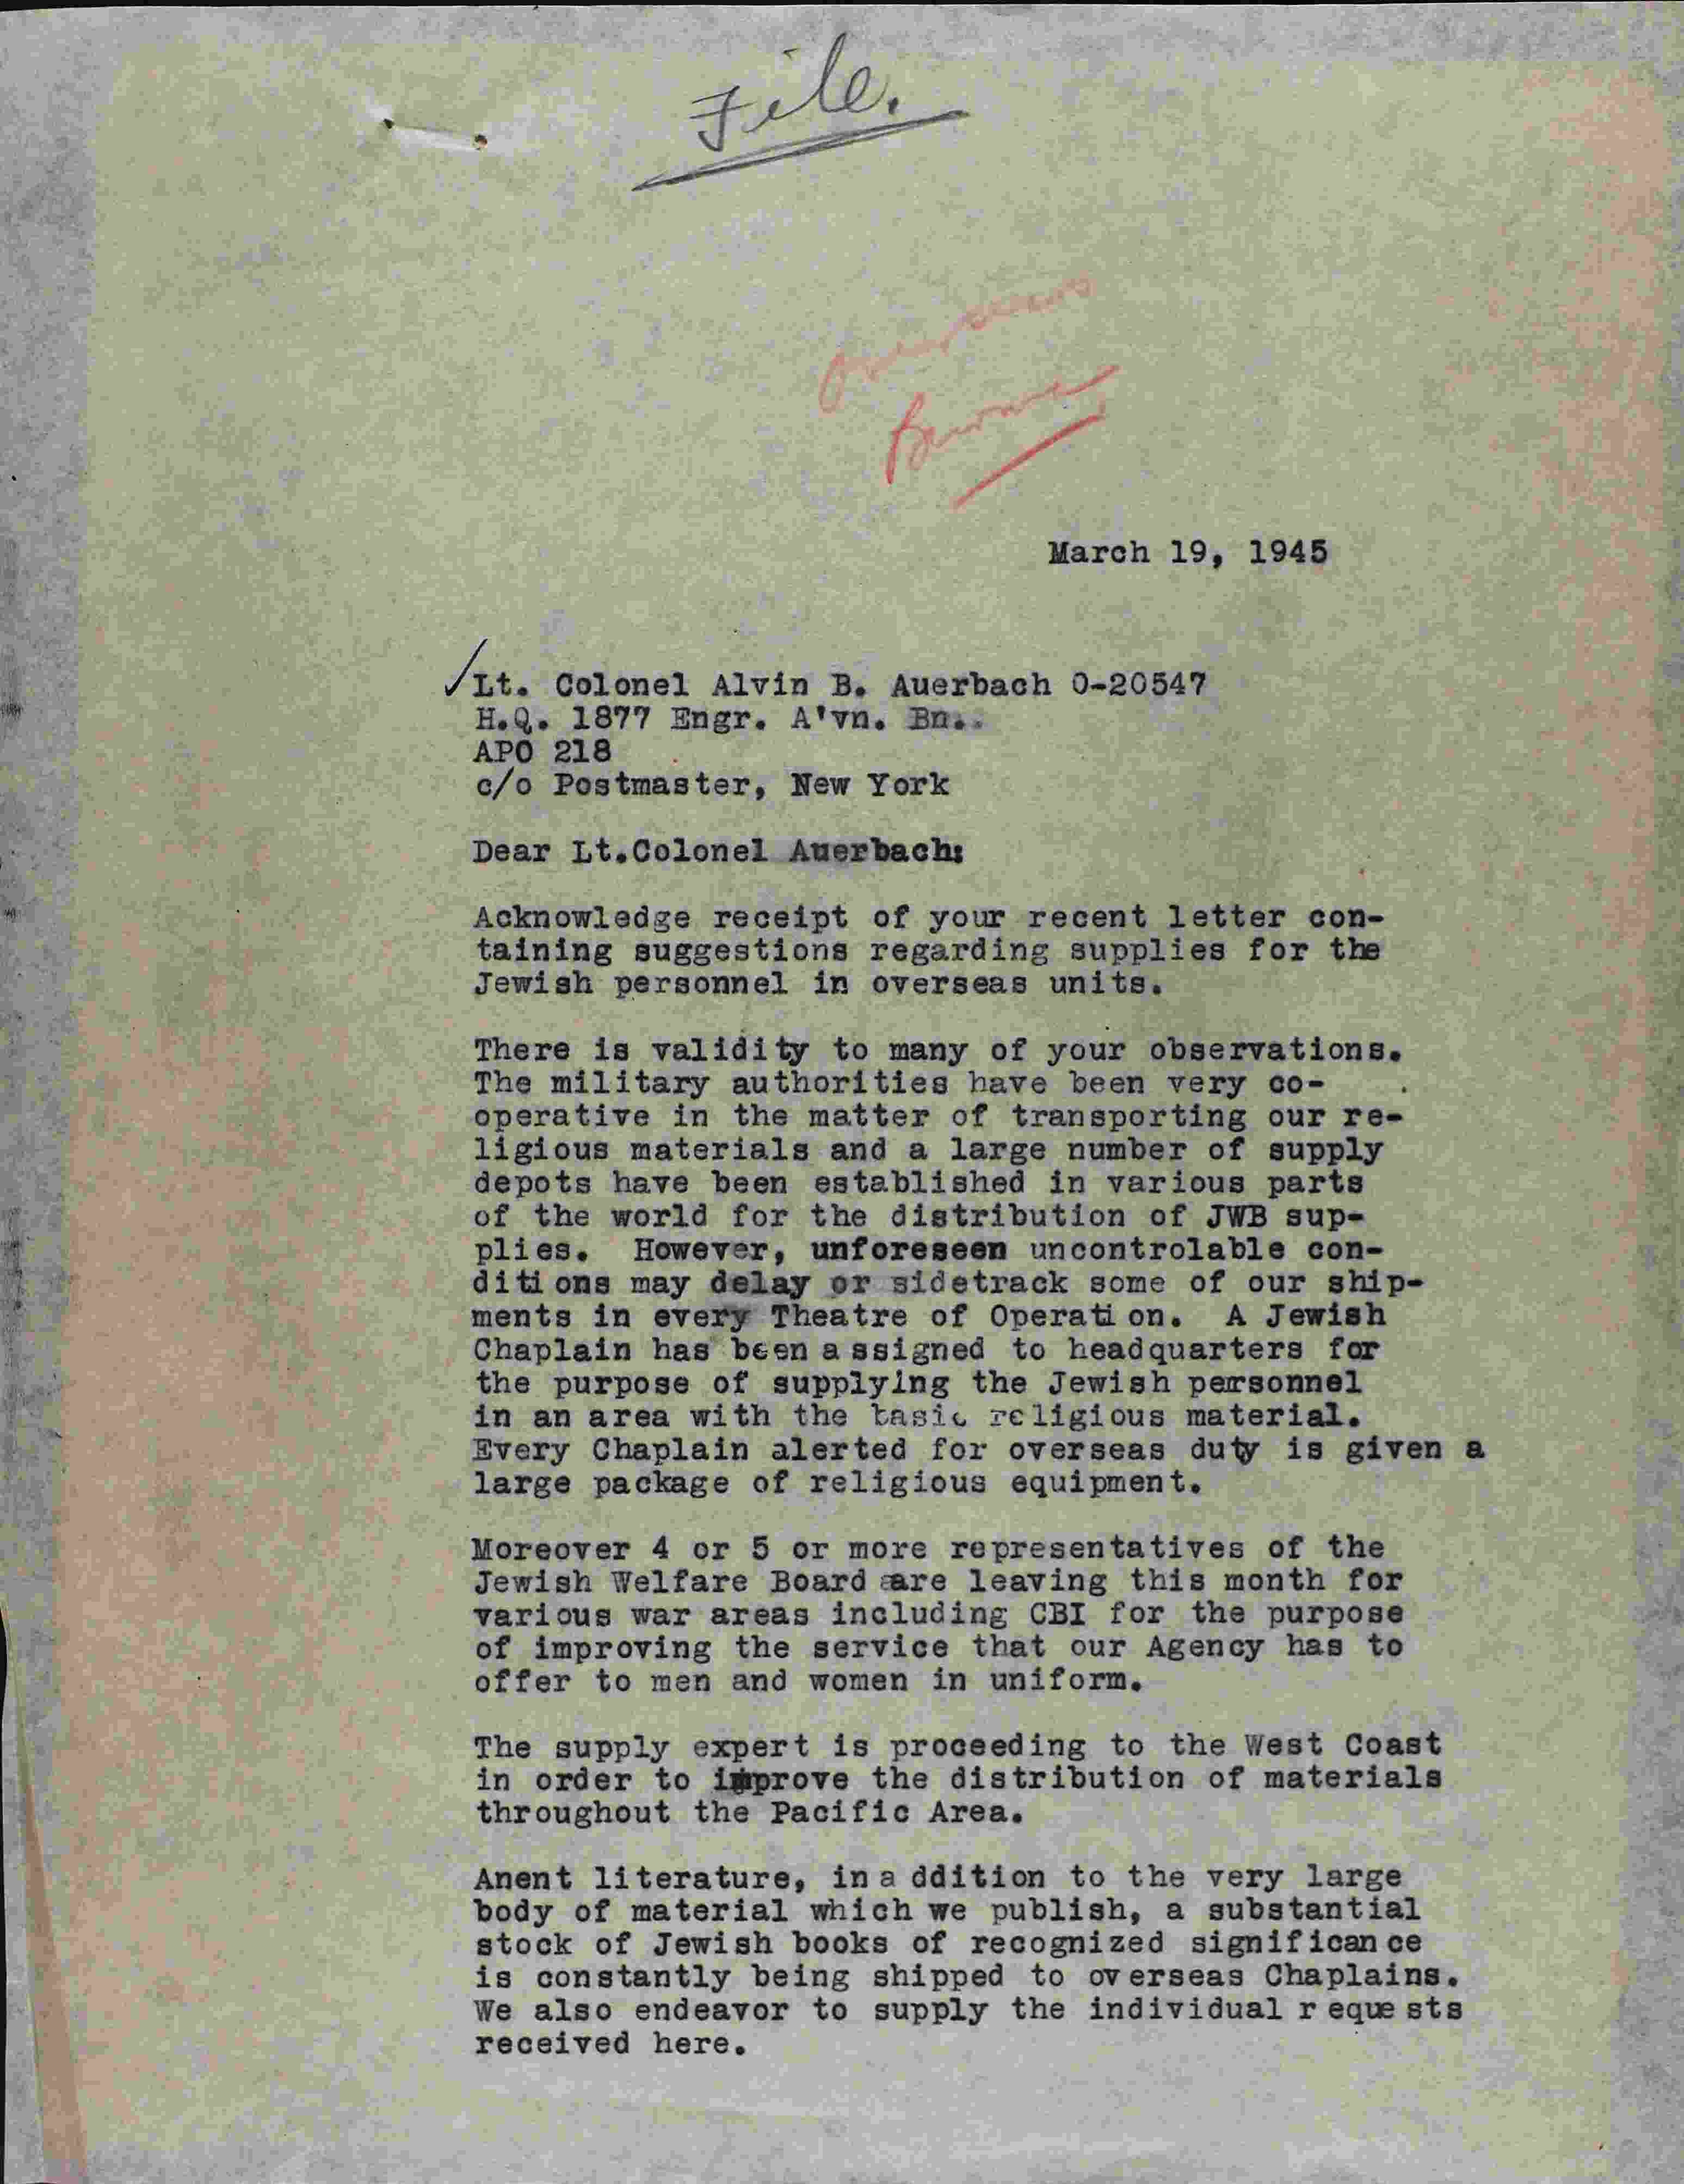 File.
Overseas
Burma
March 19, 1945
Lt. Colonel Alvin B. Auerbach O-20547
H.Q. 1877 Engr. A'vn. Bn..
APO 218
c/o Postmaster, New York
Dear Lt.Colonel Auerbach:
Acknowledge receipt of your recent letter con-
taining suggestions regarding supplies for the
Jewish personnel in overseas units.
There is validity to many of your observations.
The military authorities have been very co-
operative in the matter of transporting our re-
ligious materials and a large number of supply
depots have been established in various parts
of the world for the distribution of JWB sup-
plies. However, unforeseen uncontrolable con-
ditions may delay or sidetrack some of our ship-
ments in every Theatre of Operation. A Jewish
Chaplain has been assigned to headquarters for
the purpose of supplying the Jewish personnel
in an area with the basic religious material.
Every Chaplain alerted for overseas duty is given a
large package of religious equipment.
Moreover 4 or 5 or more representatives of the
Jewish Welfare Board are leaving this month for
various war areas including CBI for the purpose
of improving the service that our Agency has to
offer to men and women in uniform.
The supply expert is proceeding to the West Coast
in order to improve the distribution of materials
throughout the Pacific Area.
Anent literature, in addition to the very large
body of material which we publish, a substantial
stock of Jewish books of recognized significance
is constantly being shipped to overseas Chaplains.
We also endeavor to supply the individual requests
received here.